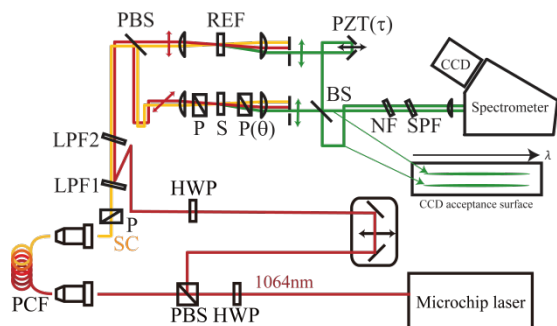 PBS
REF
PZT(τ)
CCD
BS
Spectrometer
P
S
P(θ)
NF
SPF
λ
LPF2
LPF1
CCD acceptance surface
HWP
P
SC
1064nm
PCF
PBS
HWP
Microchip laser